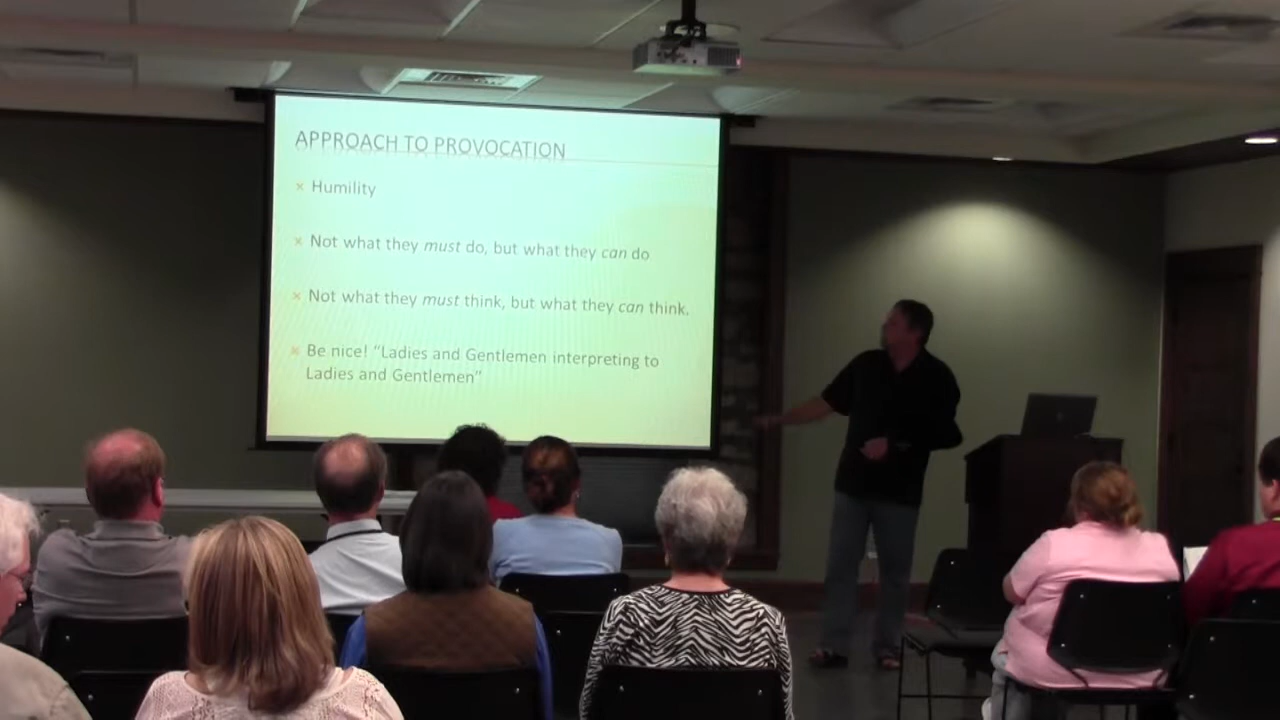 APPROACH TO PROVOCATION
× Humility
× Not what they must do, but what they can do
× Not what they must think, but what they can think.
× Be nice! "Ladies and Gentlemen interpreting to
Ladies and Gentlemen"